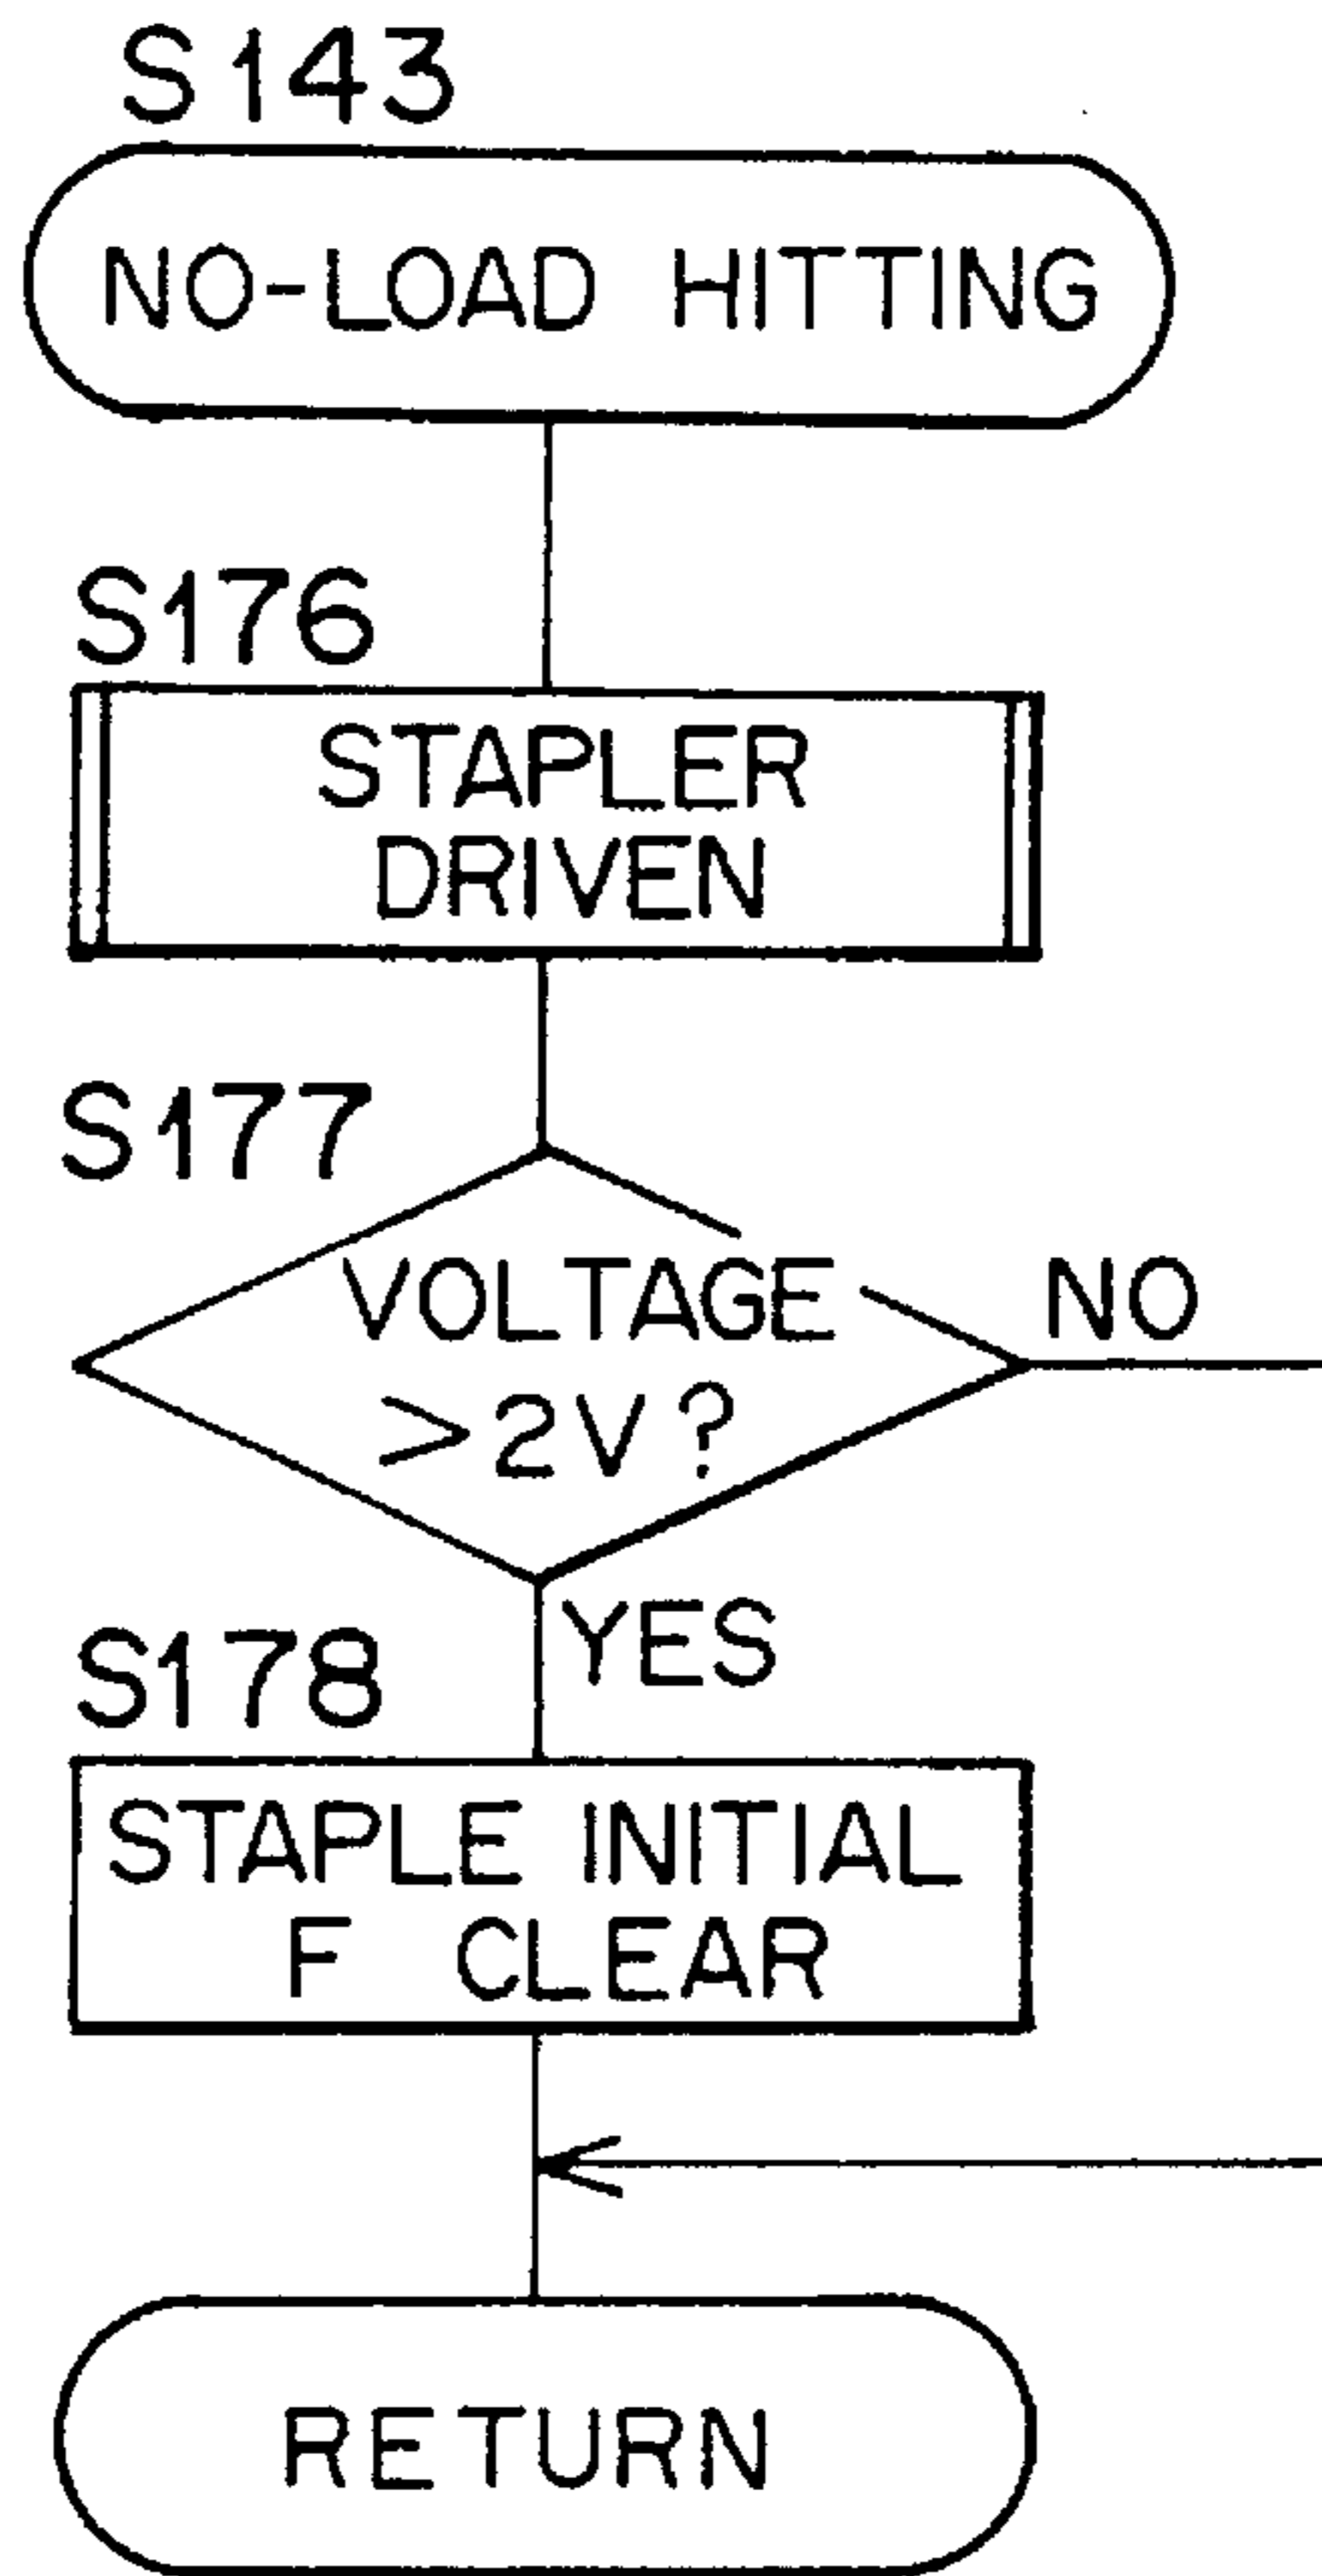 S143
NO-LOAD HITTING
S176
STAPLER
DRIVEN
S177
VOLTAGE
>2V?
NO
YES
S178
STAPLE INITIAL
F CLEAR
RETURN